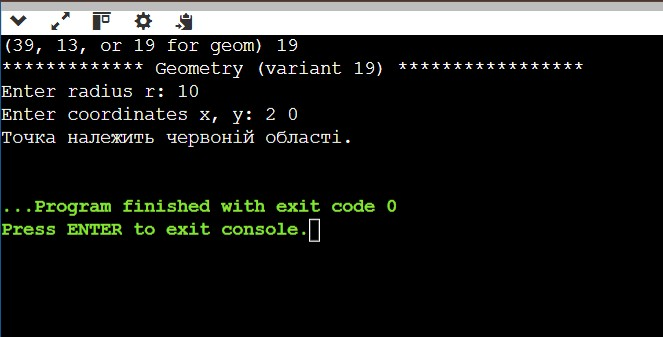 (39, 13, or 19 for geom) 19
************* Geometry (variant 19) *****************
Enter radius r: 10
Enter coordinates x, y: 2 0
Точка належить червоній області.
...Program finished with exit code 0
Press ENTER to exit console.